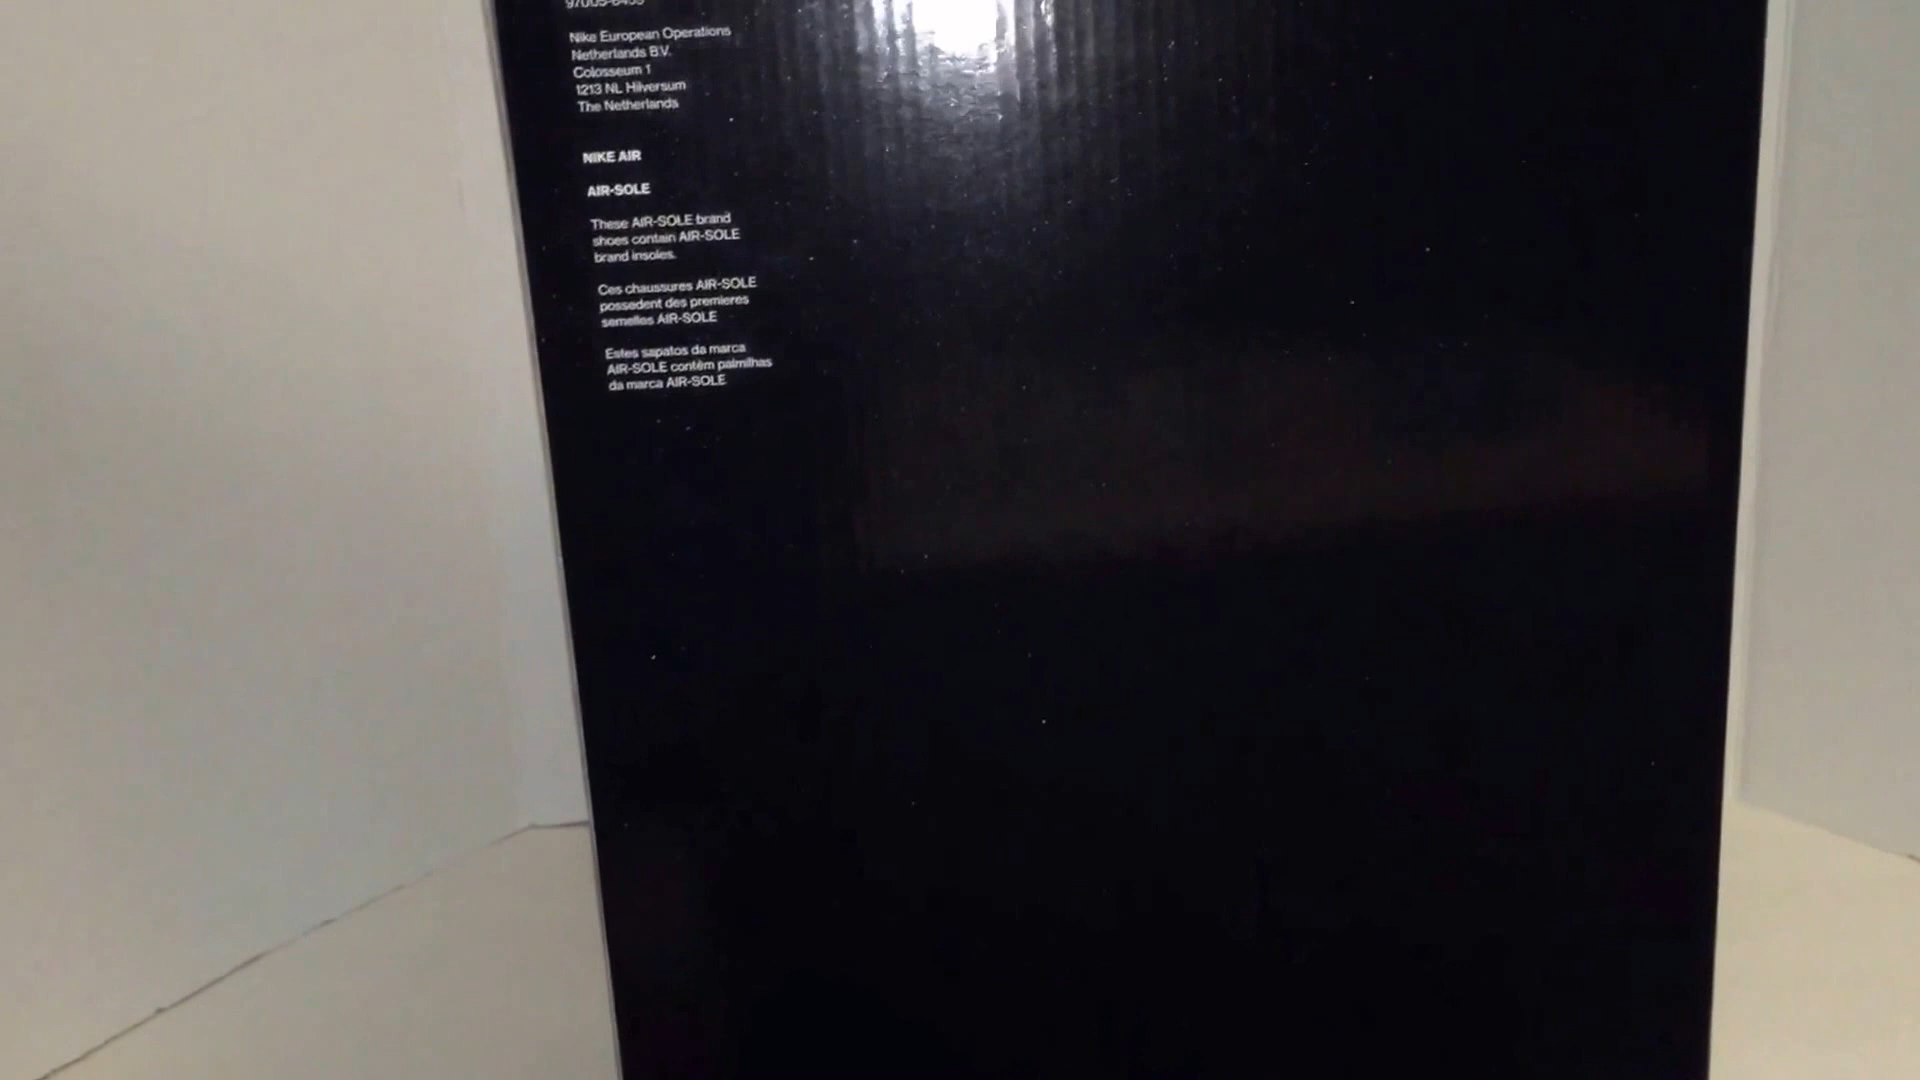 97005-6453
Nike European Operations
Netherlands B.V.
Colosseum 1
1213 NL Hilversum
The Netherlands
NIKE AIR
AIR-SOLE
These AIR-SOLE brand
shoes contain AIR-SOLE
brand insoles.
Ces chaussures AIR-SOLE
possedent des premieres
semelles AIR-SOLE
Estes sapatos da marca
AIR-SOLE contêm palmilhas
da marca AIR-SOLE